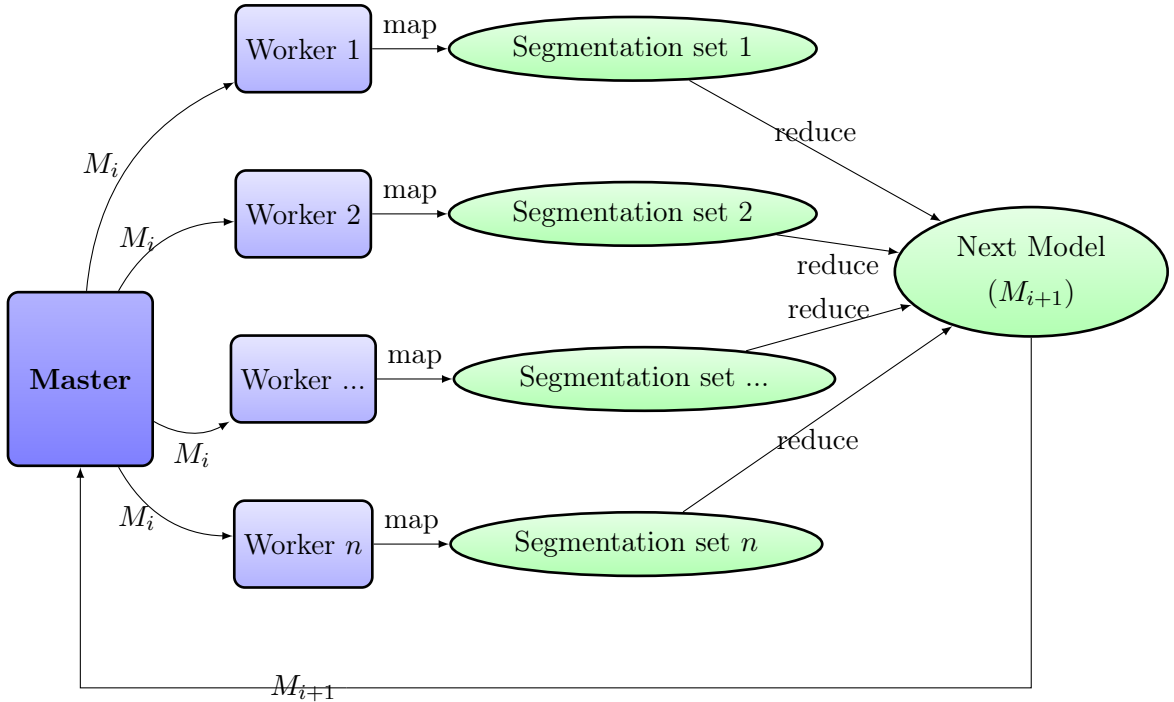 map
Worker 1
Segmentation set 1
reduce
M_i
map
Worker 2
Segmentation set 2
M_i
Next Model
(M_{i+1})
reduce
reduce
map
Master
Worker ...
Segmentation set ...
M_i
reduce
M_i
map
Worker n
Segmentation set n
M_{i+1}